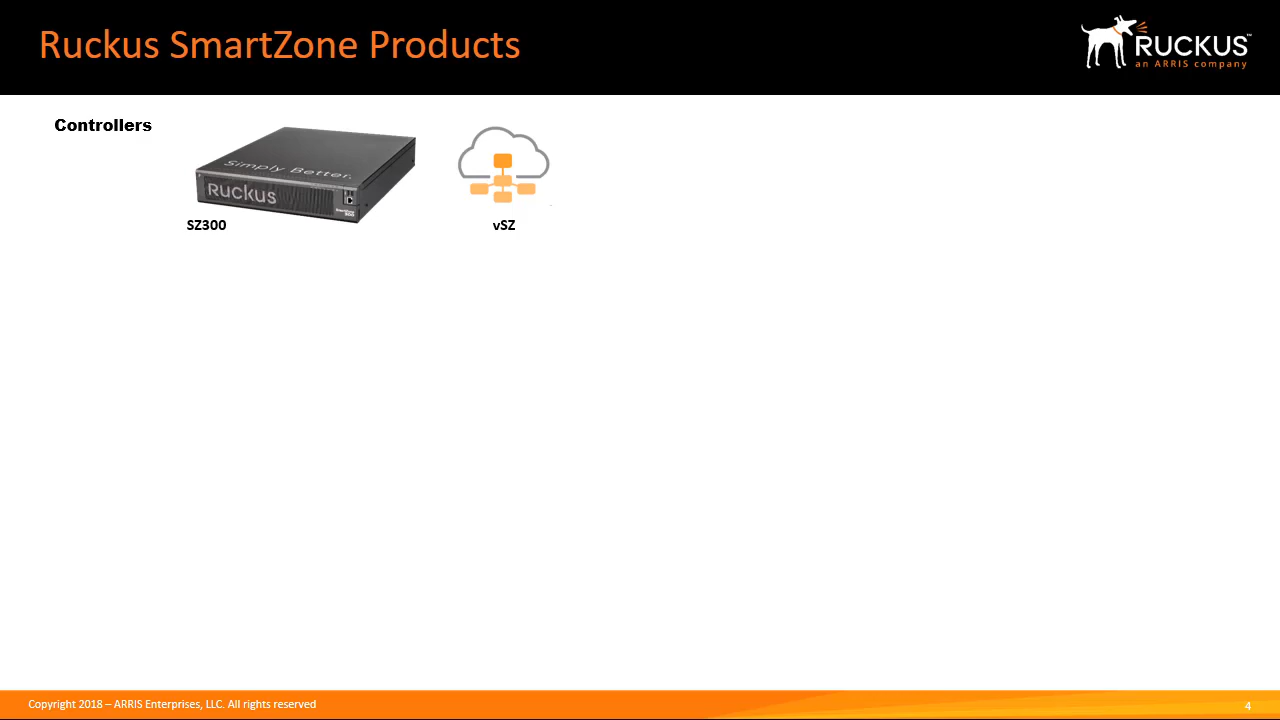 Ruckus SmartZone Products
RUCKUS™
an ARRIS company
Controllers
Simply Better.
RUCKUS
SZ300
vSZ
Copyright 2018 – ARRIS Enterprises, LLC. All rights reserved
4